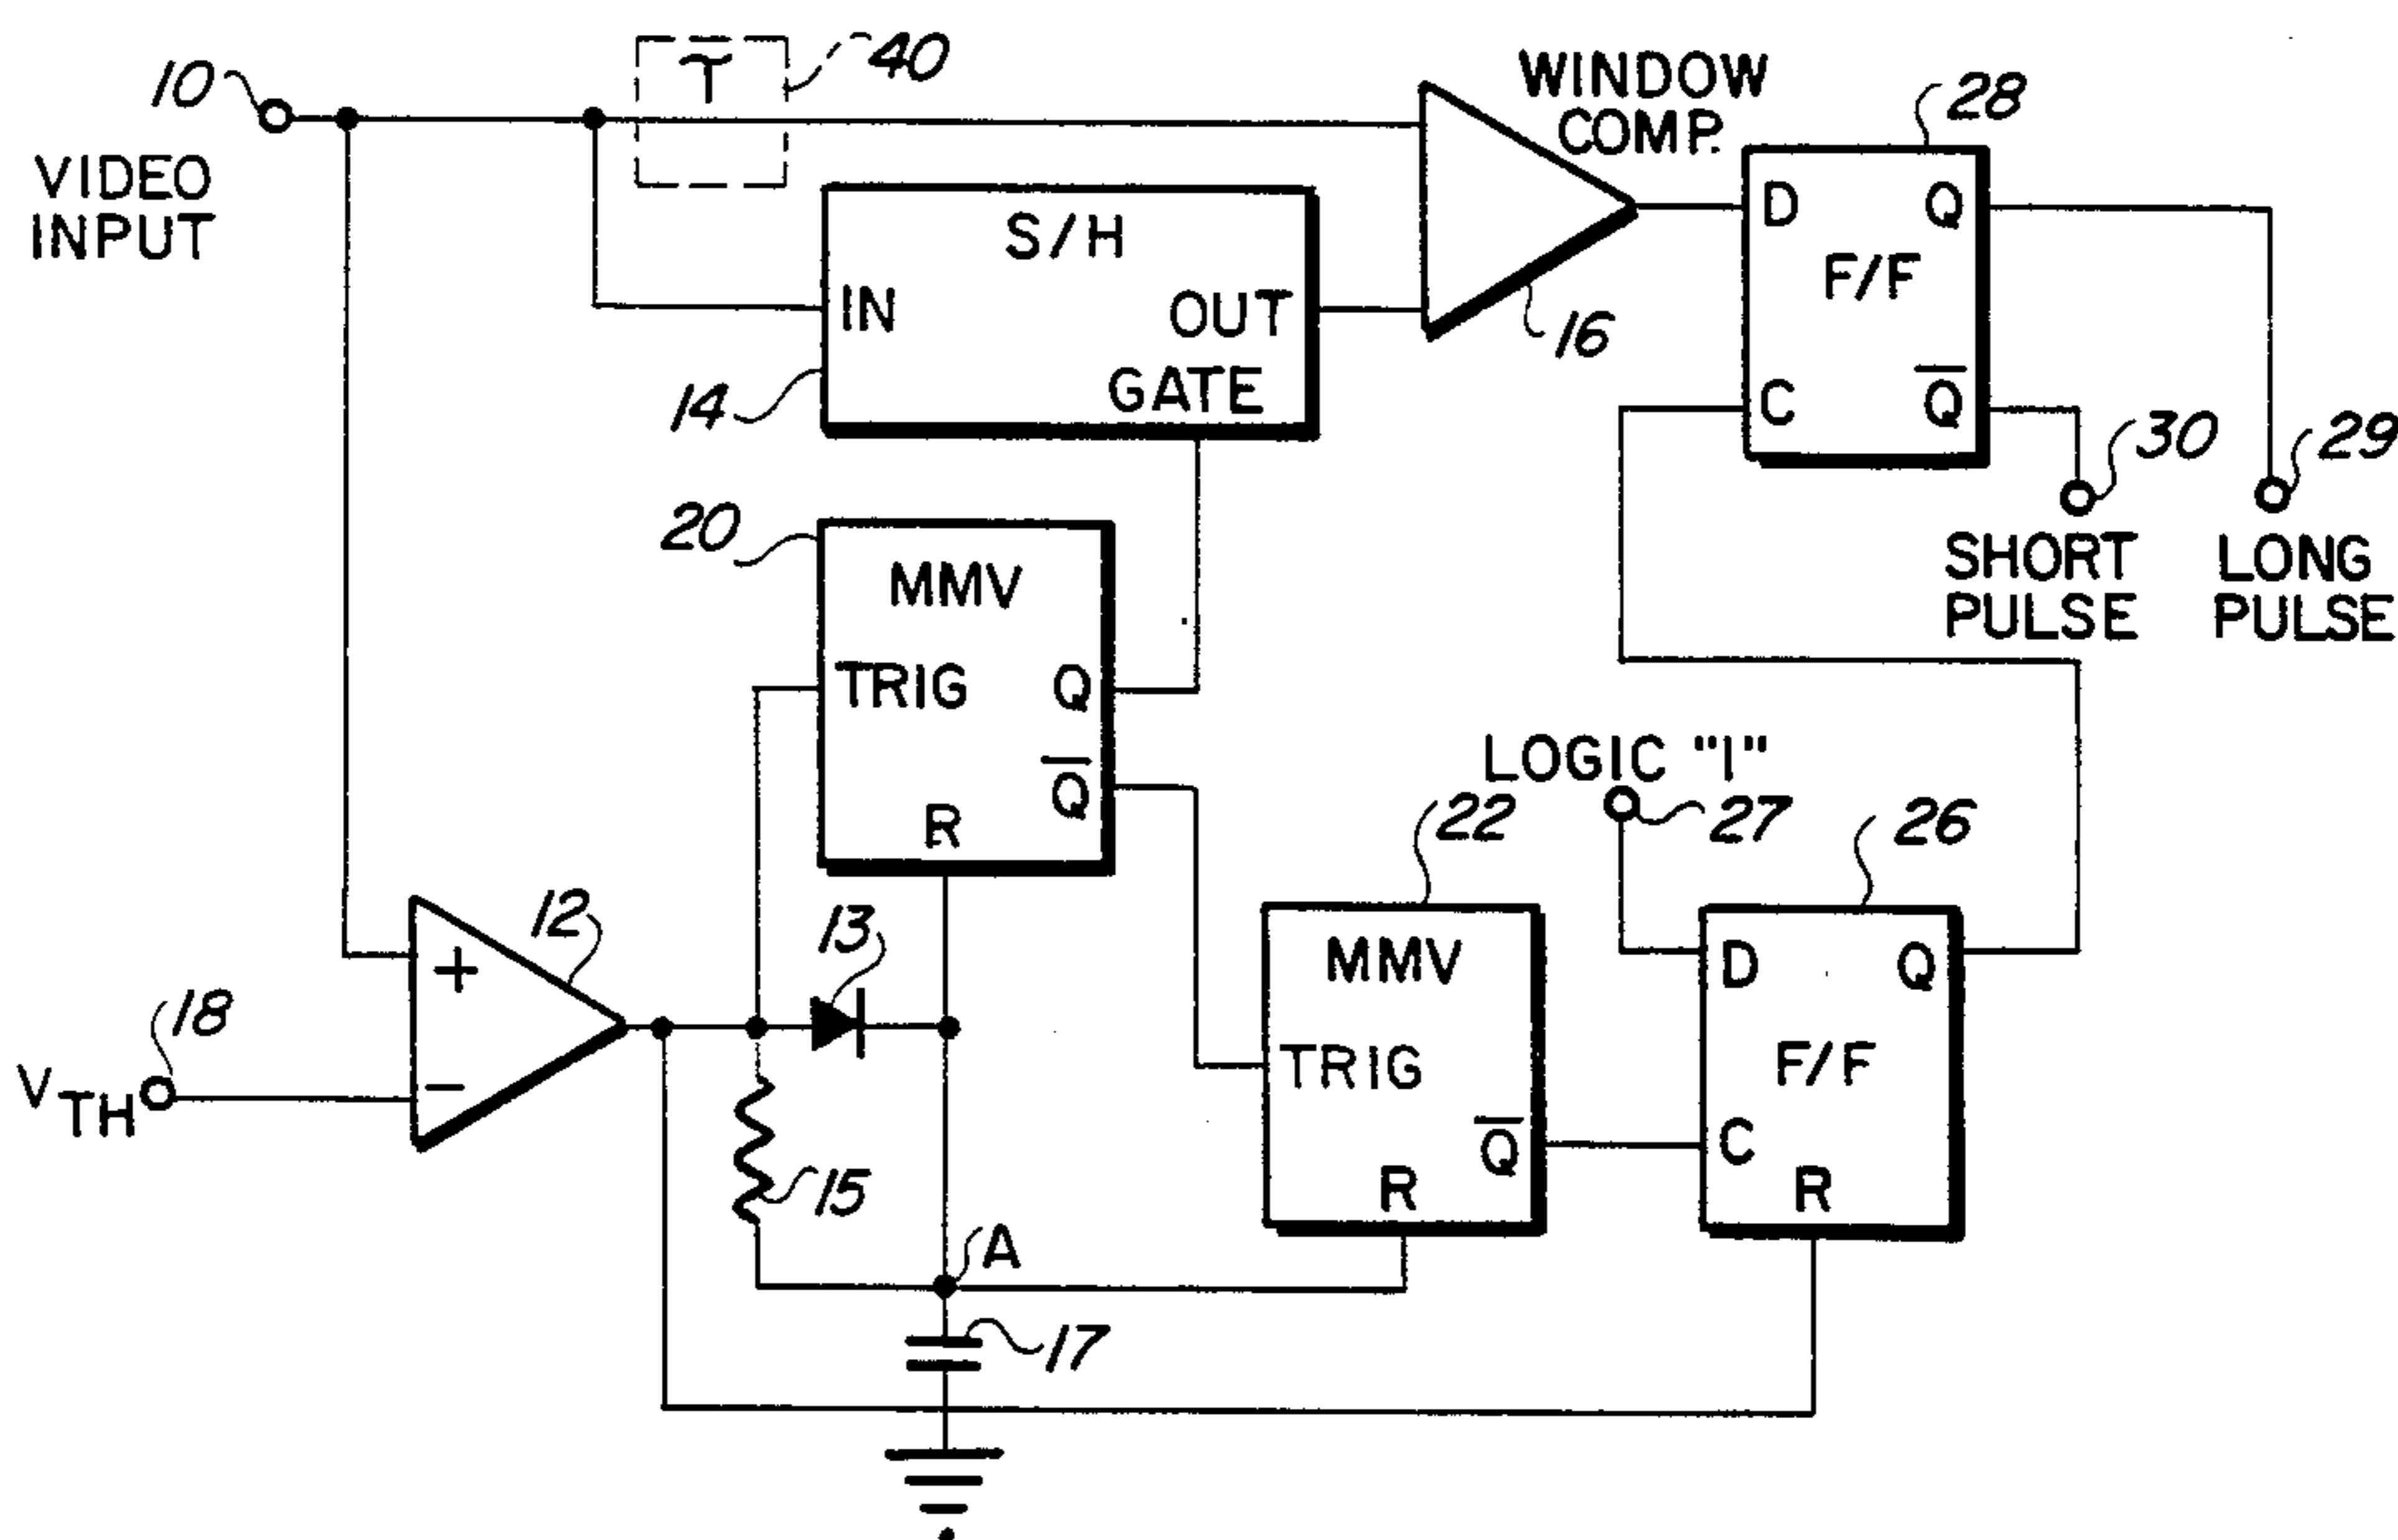 10
VIDEO
INPUT
T
40
WINDOW
COMP.
28
S/H
IN
OUT
GATE
14
16
D
Q
F/F
C
Q̅
30
29
SHORT
PULSE
LONG
PULSE
20
MMV
TRIG
Q
Q̅
R
LOGIC "1"
27
22
26
12
+
−
13
18
V TH
MMV
TRIG
Q̅
R
D
Q
F/F
C
R
15
A
17